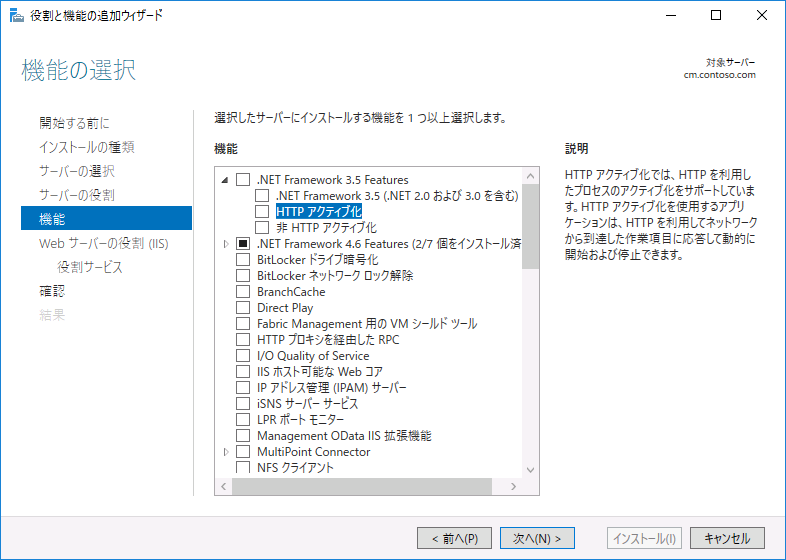 役割と機能の追加ウィザード
機能の選択
対象サーバー
cm.contoso.com
開始する前に
インストールの種類
サーバーの選択
サーバーの役割
機能
Web サーバーの役割 (IIS)
役割サービス
確認
結果
選択したサーバーにインストールする機能を 1 つ以上選択します。
機能
.NET Framework 3.5 Features
.NET Framework 3.5 (.NET 2.0 および 3.0 を含む)
HTTP アクティブ化
非 HTTP アクティブ化
.NET Framework 4.6 Features (2/7 個をインストール済
BitLocker ドライブ暗号化
BitLocker ネットワーク ロック解除
BranchCache
Direct Play
Fabric Management 用の VM シールド ツール
HTTP プロキシを経由した RPC
I/O Quality of Service
IIS ホスト可能な Web コア
IP アドレス管理 (IPAM) サーバー
iSNS サーバー サービス
LPR ポート モニター
Management OData IIS 拡張機能
MultiPoint Connector
NFS クライアント
説明
HTTP アクティブ化では、HTTP を利用し
たプロセスのアクティブ化をサポートしていま
す。HTTP アクティブ化を使用するアプリ
ケーションは、HTTP を利用してネットワーク
から到達した作業項目に応答して動的に
開始および停止できます。
< 前へ(P)
次へ(N) >
インストール(I)
キャンセル